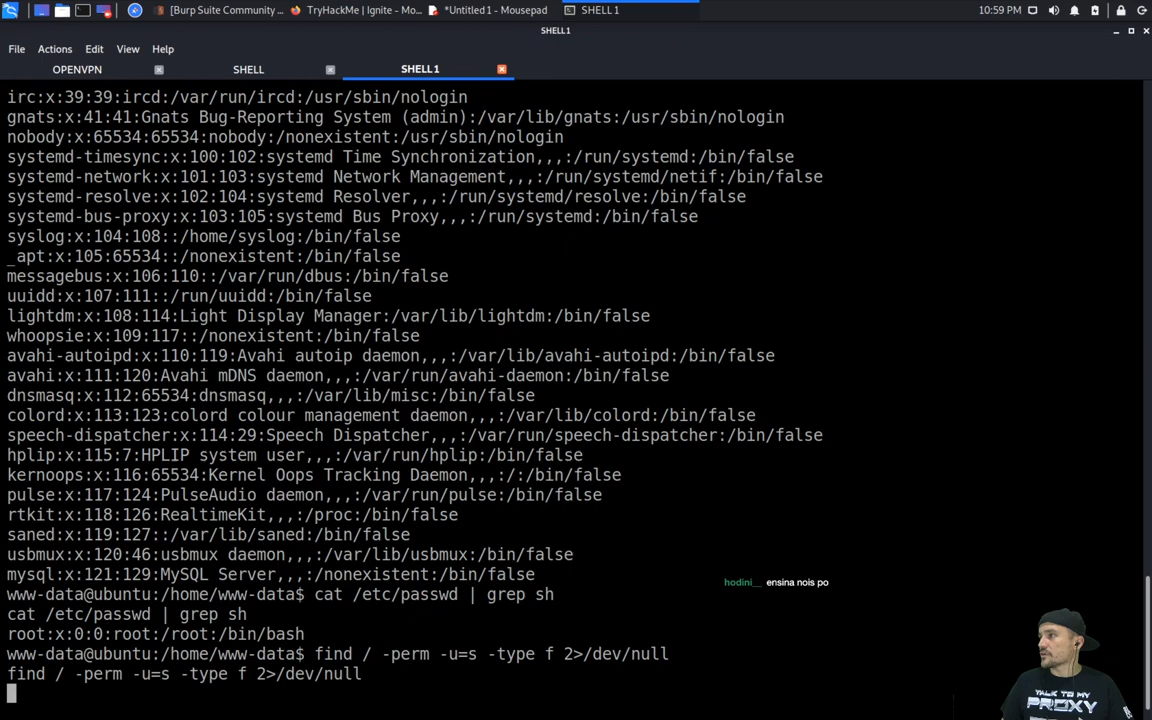 [Burp Suite Community ...
TryHackMe | Ignite - Mo...
*Untitled 1 - Mousepad
SHELL 1
10:59 PM
SHELL1
File Actions Edit View Help
OPENVPN
SHELL
SHELL1
irc:x:39:39:ircd:/var/run/ircd:/usr/sbin/nologin
gnats:x:41:41:Gnats Bug-Reporting System (admin):/var/lib/gnats:/usr/sbin/nologin
nobody:x:65534:65534:nobody:/nonexistent:/usr/sbin/nologin
systemd-timesync:x:100:102:systemd Time Synchronization,,,:/run/systemd:/bin/false
systemd-network:x:101:103:systemd Network Management,,,:/run/systemd/netif:/bin/false
systemd-resolve:x:102:104:systemd Resolver,,,:/run/systemd/resolve:/bin/false
systemd-bus-proxy:x:103:105:systemd Bus Proxy,,,:/run/systemd:/bin/false
syslog:x:104:108::/home/syslog:/bin/false
_apt:x:105:65534::/nonexistent:/bin/false
messagebus:x:106:110::/var/run/dbus:/bin/false
uuidd:x:107:111::/run/uuidd:/bin/false
lightdm:x:108:114:Light Display Manager:/var/lib/lightdm:/bin/false
whoopsie:x:109:117::/nonexistent:/bin/false
avahi-autoipd:x:110:119:Avahi autoip daemon,,,:/var/lib/avahi-autoipd:/bin/false
avahi:x:111:120:Avahi mDNS daemon,,,:/var/run/avahi-daemon:/bin/false
dnsmasq:x:112:65534:dnsmasq,,,:/var/lib/misc:/bin/false
colord:x:113:123:colord colour management daemon,,,:/var/lib/colord:/bin/false
speech-dispatcher:x:114:29:Speech Dispatcher,,,:/var/run/speech-dispatcher:/bin/false
hplip:x:115:7:HPLIP system user,,,:/var/run/hplip:/bin/false
kernoops:x:116:65534:Kernel Oops Tracking Daemon,,,:/:/bin/false
pulse:x:117:124:PulseAudio daemon,,,:/var/run/pulse:/bin/false
rtkit:x:118:126:RealtimeKit,,,:/proc:/bin/false
saned:x:119:127::/var/lib/saned:/bin/false
usbmux:x:120:46:usbmux daemon,,,:/var/lib/usbmux:/bin/false
mysql:x:121:129:MySQL Server,,,:/nonexistent:/bin/false
hodini__ ensina nois po
www-data@ubuntu:/home/www-data$ cat /etc/passwd | grep sh
cat /etc/passwd | grep sh
root:x:0:0:root:/root:/bin/bash
www-data@ubuntu:/home/www-data$ find / -perm -u=s -type f 2>/dev/null
find / -perm -u=s -type f 2>/dev/null
TALK TO MY
PROXY